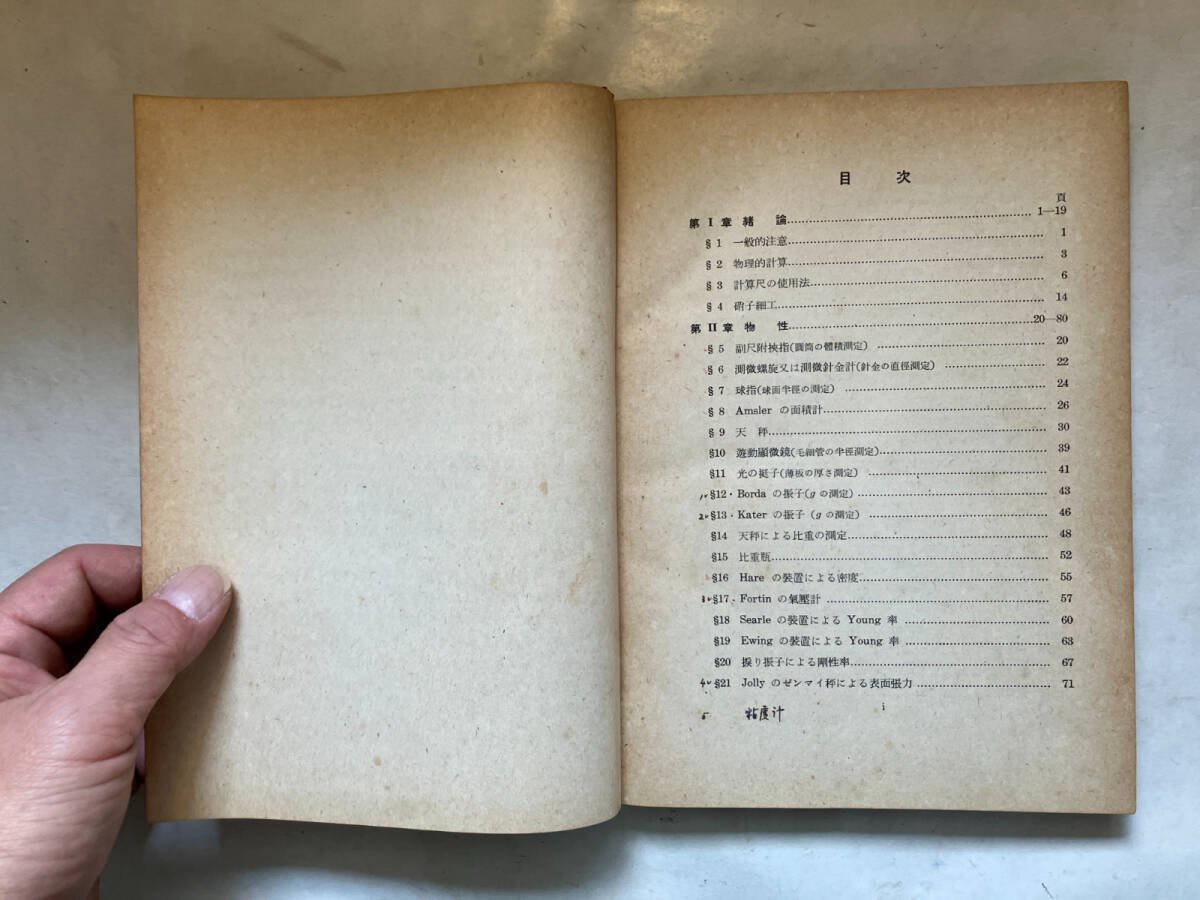 目 次
頁
第 I 章 緒 論 1—19
§ 1 一般的注意 1
§ 2 物理的計算 3
§ 3 計算尺の使用法 6
§ 4 硝子細工 14
第 II 章 物 性 20—80
§ 5 副尺附挾指(圓筒の體積測定) 20
§ 6 測微螺旋又は測微針金計(針金の直徑測定) 22
§ 7 球指(球面半徑の測定) 24
§ 8 Amsler の面積計 26
§ 9 天 秤 30
§10 遊動顯微鏡(毛細管の半徑測定) 39
§11 光の挺子(薄板の厚さ測定) 41
1 §12 · Borda の振子(g の測定) 43
2 §13 · Kater の振子 (g の測定) 46
§14 天秤による比重の測定 48
§15 比重瓶 52
§16 Hare の裝置による密度 55
3 §17 · Fortin の氣壓計 57
§18 Searle の裝置による Young 率 60
§19 Ewing の裝置による Young 率 63
§20 捩り振子による剛性率 67
4 §21 Jolly のゼンマイ秤による表面張力 71
5 粘度計